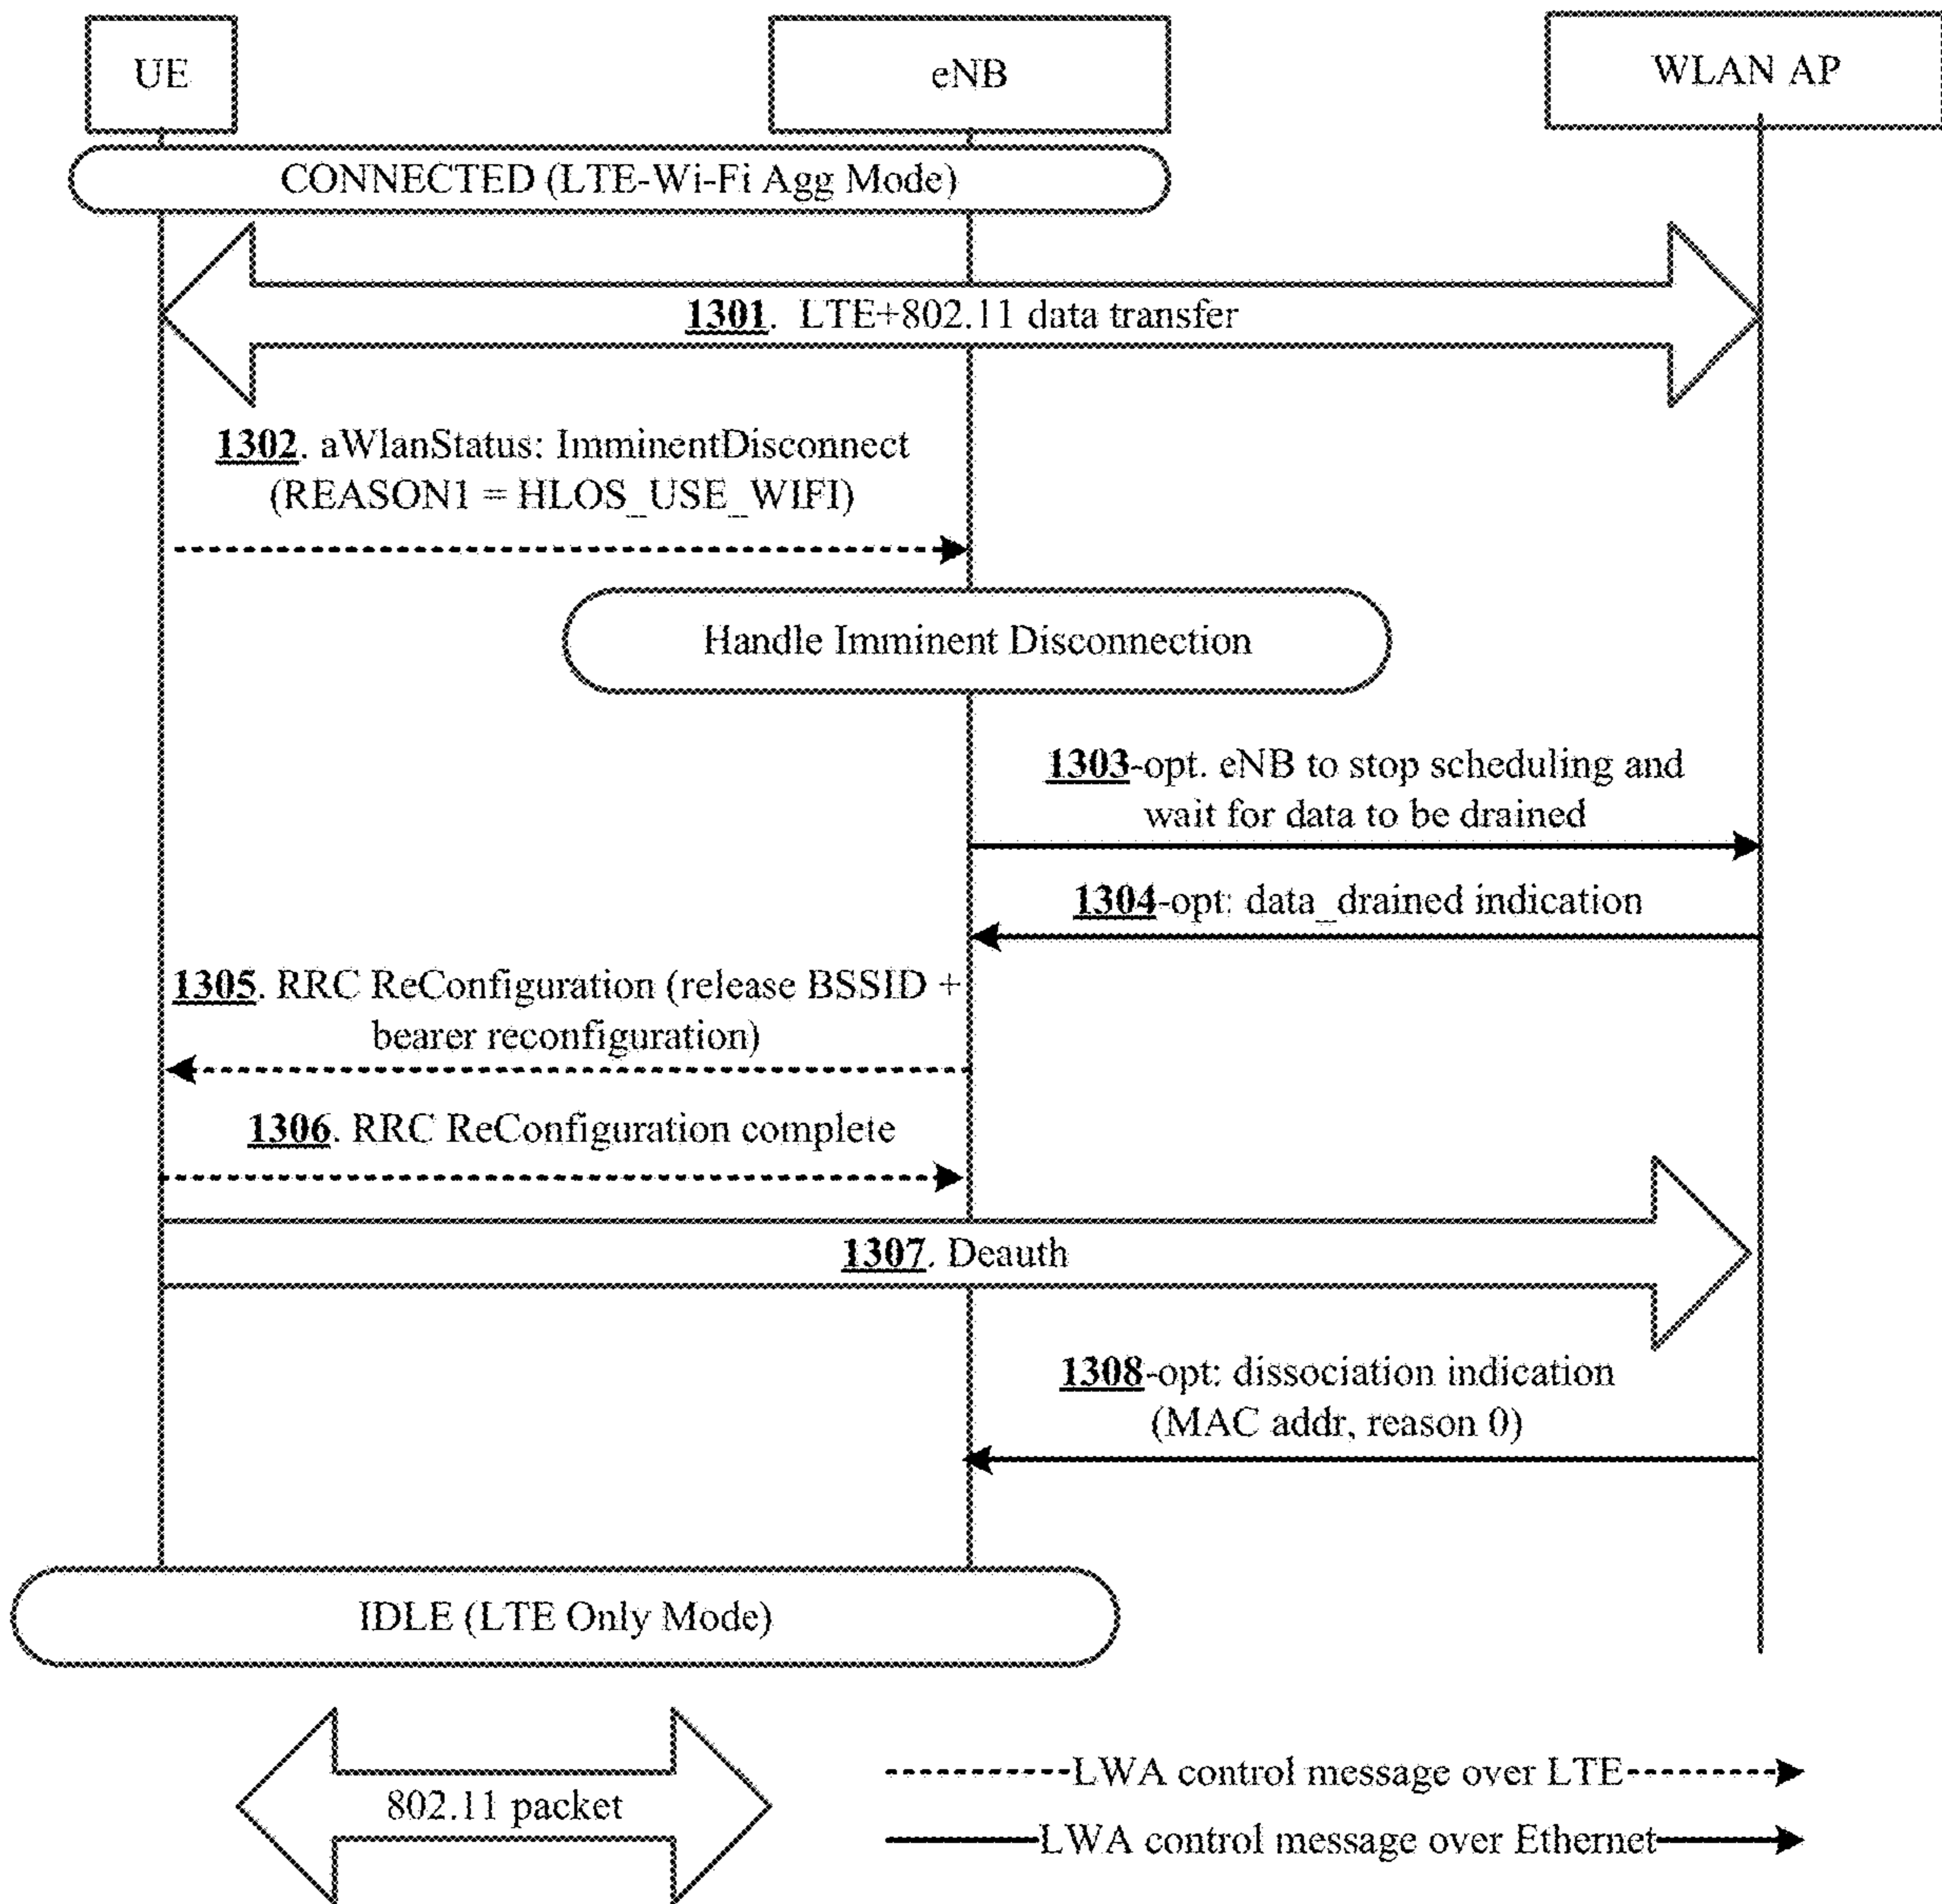 UE
eNB
WLAN AP
CONNECTED (LTE-Wi-Fi Agg Mode)
1301. LTE+802.11 data transfer
1302. aWlanStatus: ImminentDisconnect
(REASON1 = HLOS_USE_WIFI)
Handle Imminent Disconnection
1303-opt. eNB to stop scheduling and
wait for data to be drained
1304-opt: data_drained indication
1305. RRC ReConfiguration (release BSSID +
bearer reconfiguration)
1306. RRC ReConfiguration complete
1307. Deauth
1308-opt: dissociation indication
(MAC addr, reason 0)
IDLE (LTE Only Mode)
802.11 packet
LWA control message over LTE
LWA control message over Ethernet